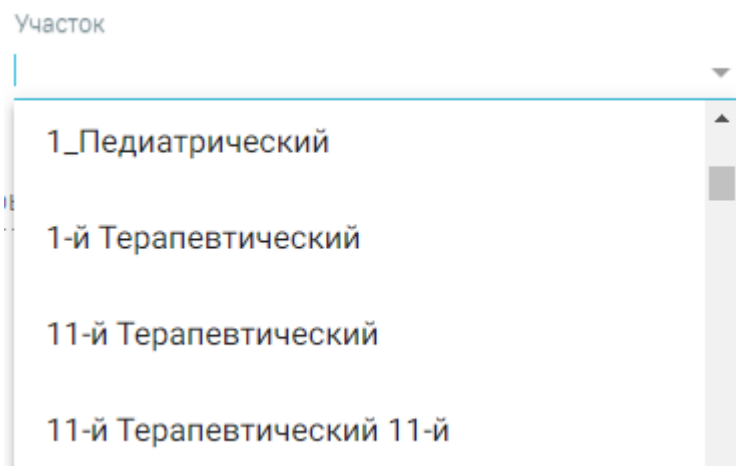 Участок
1_Педиатрический
1-й Терапевтический
11-й Терапевтический
11-й Терапевтический 11-й